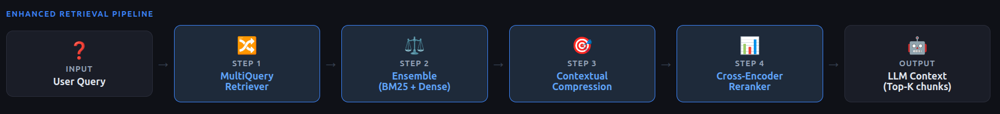 ENHANCED RETRIEVAL PIPELINE
INPUT
User Query
→
STEP 1
MultiQuery
Retriever
→
STEP 2
Ensemble
(BM25 + Dense)
→
STEP 3
Contextual
Compression
→
STEP 4
Cross-Encoder
Reranker
→
OUTPUT
LLM Context
(Top-K chunks)